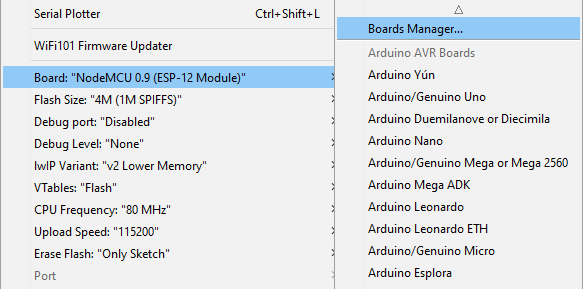 Serial Plotter Ctrl+Shift+L
WiFi101 Firmware Updater
Board: "NodeMCU 0.9 (ESP-12 Module)"
Flash Size: "4M (1M SPIFFS)"
Debug port: "Disabled"
Debug Level: "None"
lwIP Variant: "v2 Lower Memory"
VTables: "Flash"
CPU Frequency: "80 MHz"
Upload Speed: "115200"
Erase Flash: "Only Sketch"
Port
Boards Manager...
Arduino AVR Boards
Arduino Yún
Arduino/Genuino Uno
Arduino Duemilanove or Diecimila
Arduino Nano
Arduino/Genuino Mega or Mega 2560
Arduino Mega ADK
Arduino Leonardo
Arduino Leonardo ETH
Arduino/Genuino Micro
Arduino Esplora